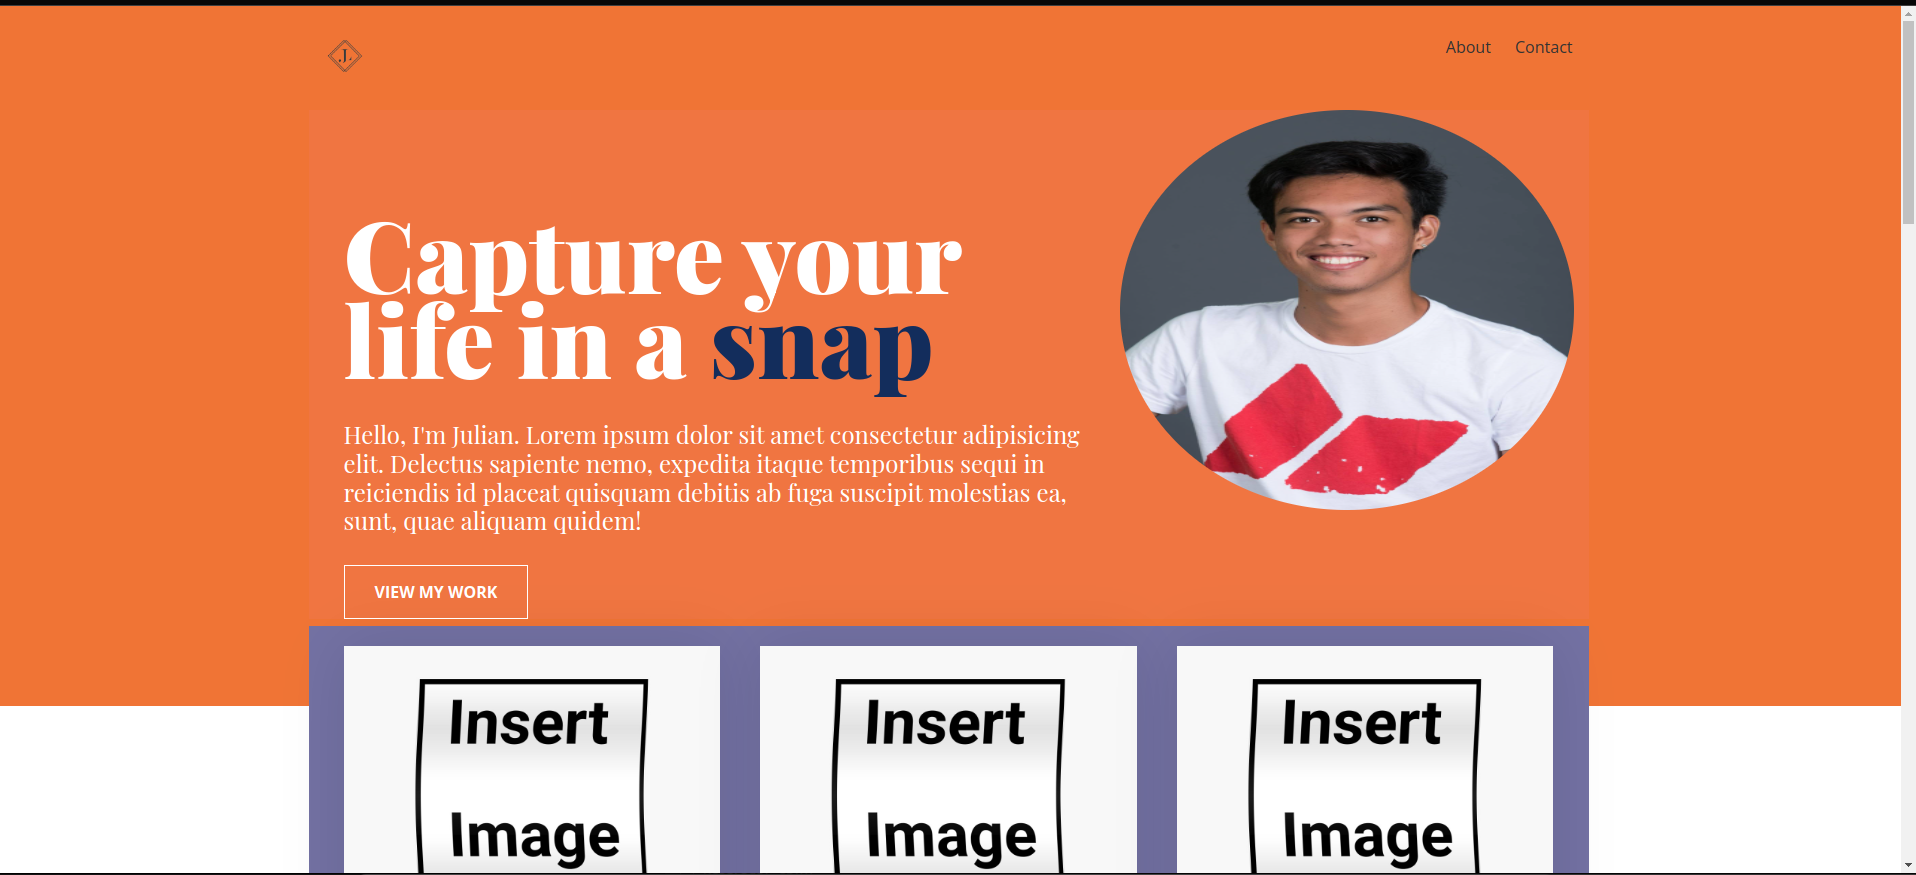 J.
About Contact
Capture your
life in a snap
Hello, I'm Julian. Lorem ipsum dolor sit amet consectetur adipisicing
elit. Delectus sapiente nemo, expedita itaque temporibus sequi in
reiciendis id placeat quisquam debitis ab fuga suscipit molestias ea,
sunt, quae aliquam quidem!
VIEW MY WORK
Insert
Image
Insert
Image
Insert
Image